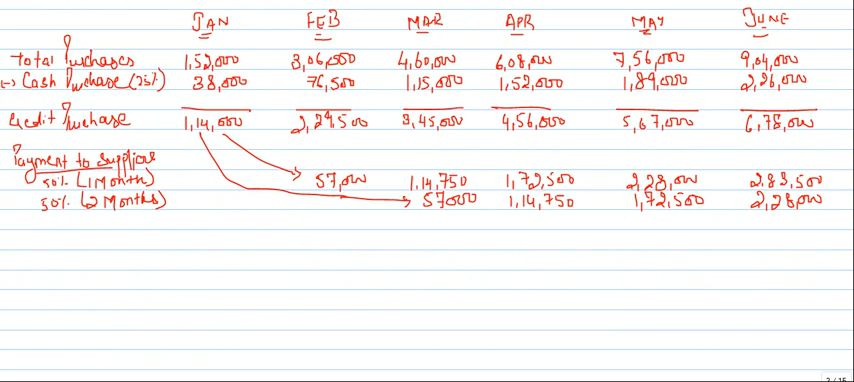 JAN FEB MAR APR MAY JUNE
Total Purchases 1,52,000 3,06,000 4,60,000 6,08,000 7,56,000 9,04,000
(-) Cash Purchase (25%) 38,000 76,500 1,15,000 1,52,000 1,89,000 2,26,000
Credit Purchase 1,14,000 2,29,500 3,45,000 4,56,000 5,67,000 6,78,000
Payment to Suppliers
50% (1 Month) 57,000 1,14,750 1,72,500 2,28,000 2,83,500
50% (2 Months) 57000 1,14,750 1,72,500 2,28,000
2 / 15